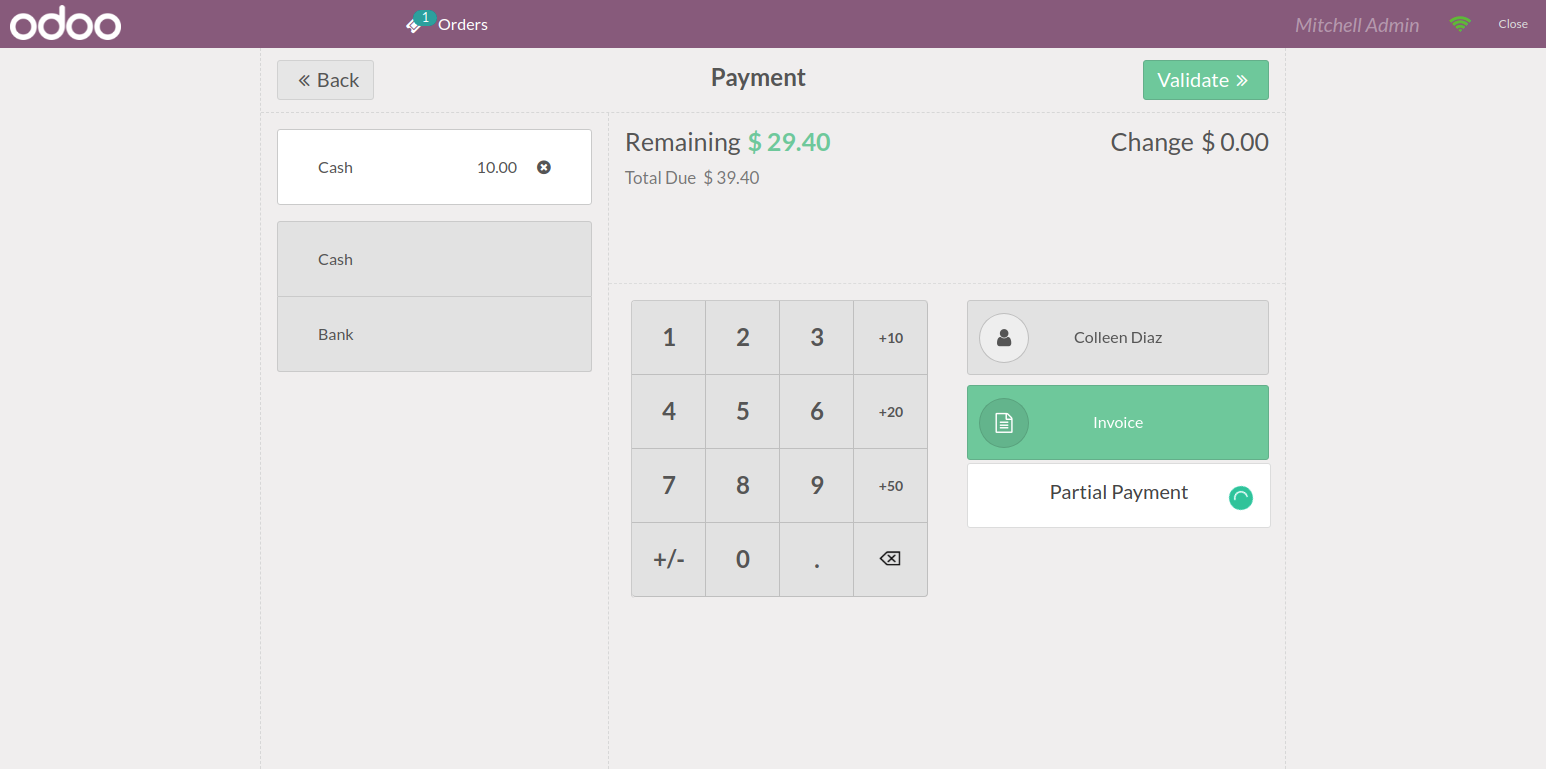 odoo
1
Orders
Mitchell Admin
Close
Back
Payment
Validate
Cash 10.00
Cash
Bank
Remaining $ 29.40
Change $ 0.00
Total Due $ 39.40
1 2 3 +10
4 5 6 +20
7 8 9 +50
+/- 0 .
Colleen Diaz
Invoice
Partial Payment